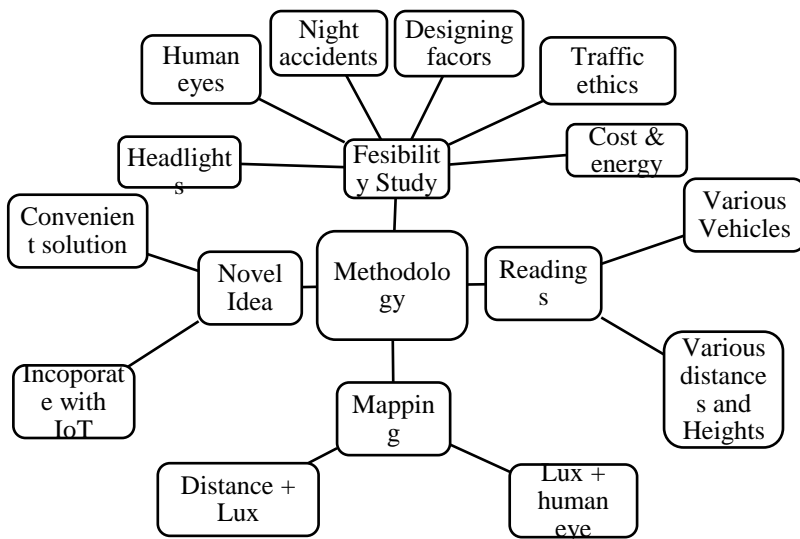 Night
accidents
Designing
facors
Human
eyes
Traffic
ethics
Headlight
s
Fesibilit
y Study
Cost &
energy
Convenien
t solution
Various
Vehicles
Novel
Idea
Methodolo
gy
Reading
s
Incoporat
e with
IoT
Various
distance
s and
Heights
Mappin
g
Distance +
Lux
Lux +
human
eye